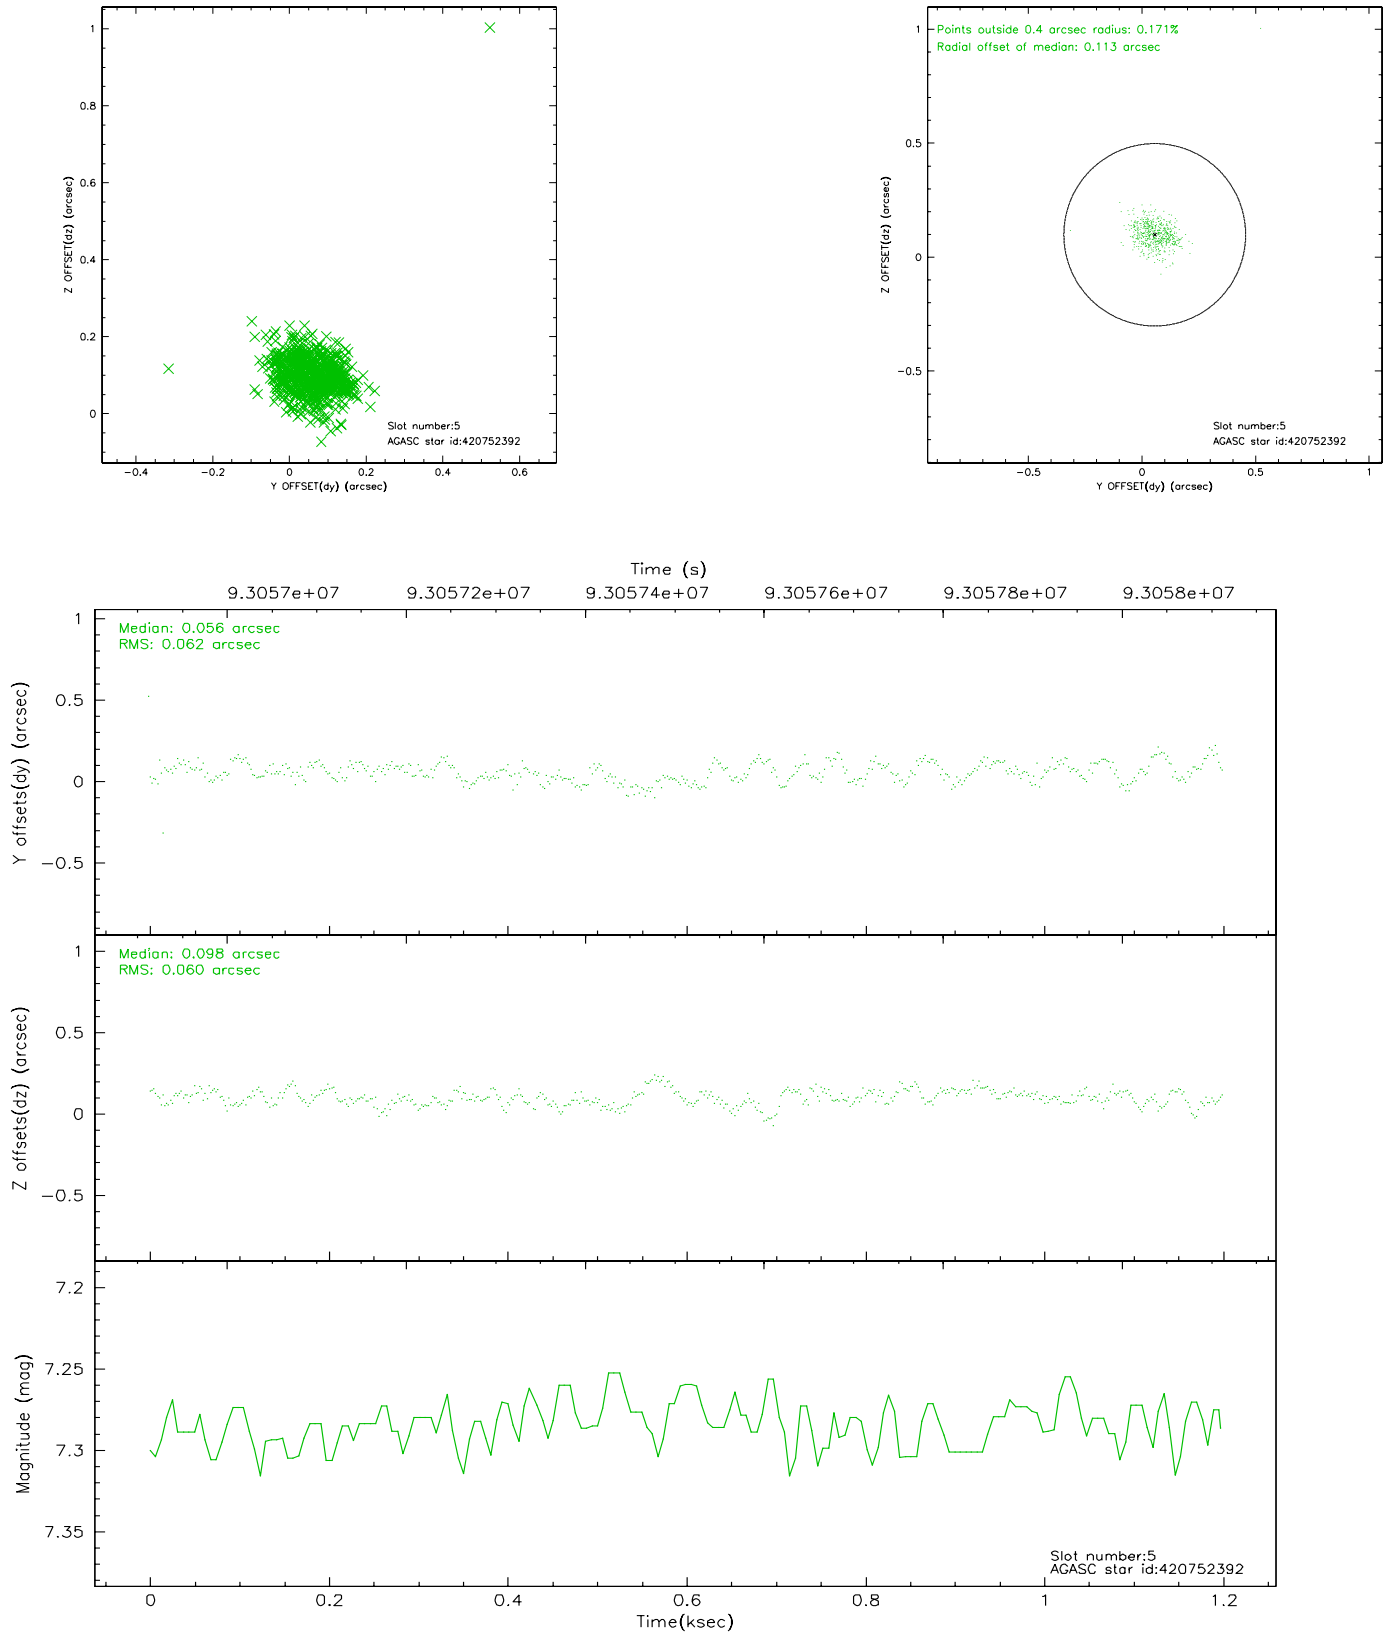 1
0.8
0.6
0.4
0.2
0
Z OFFSET(dz) (arcsec)
Slot number:5
AGASC star id:420752392
−0.4 −0.2 0 0.2 0.4 0.6
Y OFFSET(dy) (arcsec)
Points outside 0.4 arcsec radius: 0.171%
Radial offset of median: 0.113 arcsec
1
0.5
0
−0.5
Z OFFSET(dz) (arcsec)
Slot number:5
AGASC star id:420752392
−0.5 0 0.5 1
Y OFFSET(dy) (arcsec)
Time (s)
9.3057e+07 9.30572e+07 9.30574e+07 9.30576e+07 9.30578e+07 9.3058e+07
Median: 0.056 arcsec
RMS: 0.062 arcsec
1
0.5
0
−0.5
Y offsets(dy) (arcsec)
Median: 0.098 arcsec
RMS: 0.060 arcsec
1
0.5
0
−0.5
Z offsets(dz) (arcsec)
7.2
7.25
7.3
7.35
Magnitude (mag)
Slot number:5
AGASC star id:420752392
0 0.2 0.4 0.6 0.8 1 1.2
Time(ksec)